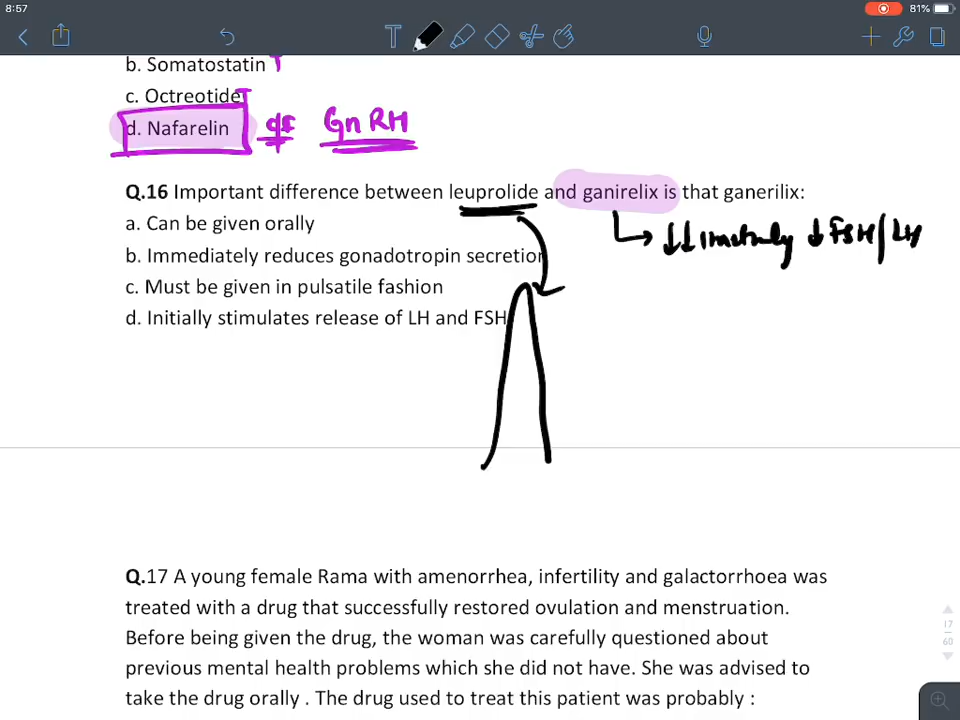 8:57
81%
T
b. Somatostatin
c. Octreotide
d. Nafarelin GnRH
Q.16 Important difference between leuprolide and ganirelix is that ganerilix:
a. Can be given orally
↓ FSH/LH
b. Immediately reduces gonadotropin secretion
c. Must be given in pulsatile fashion
d. Initially stimulates release of LH and FSH
Q.17 A young female Rama with amenorrhea, infertility and galactorrhoea was
treated with a drug that successfully restored ovulation and menstruation.
Before being given the drug, the woman was carefully questioned about
previous mental health problems which she did not have. She was advised to
take the drug orally . The drug used to treat this patient was probably :
17
60